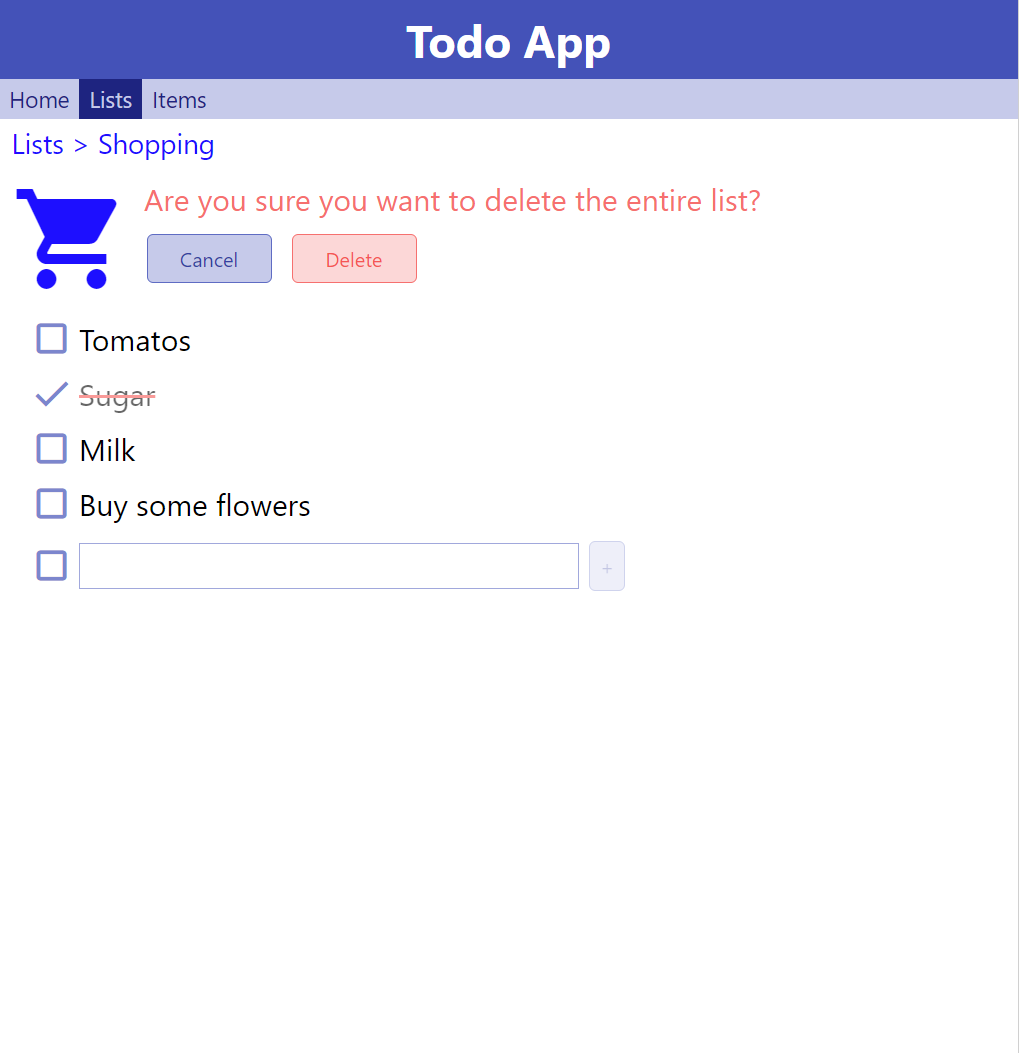 Todo App
Home Lists Items
Lists > Shopping
Are you sure you want to delete the entire list?
Cancel Delete
Tomatos
Sugar
Milk
Buy some flowers
+